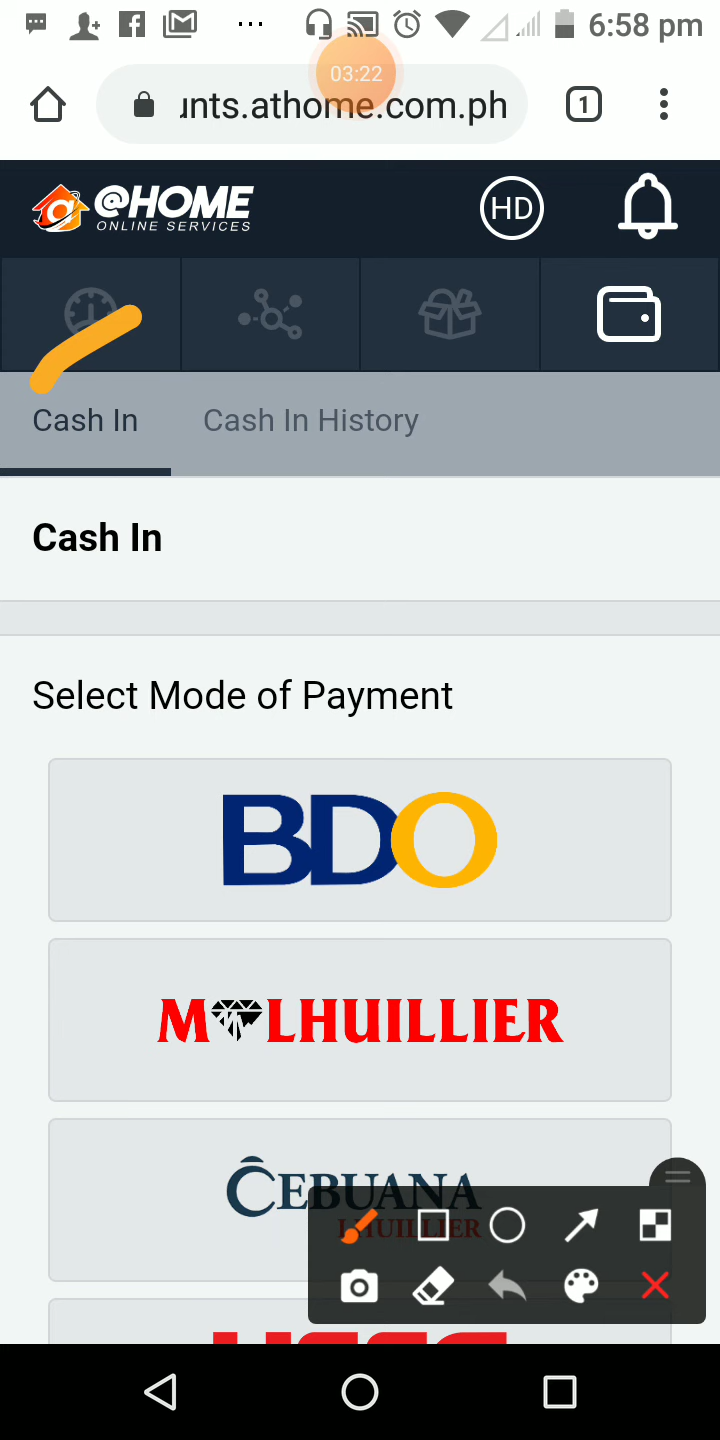 6:58 pm
03:22
unts.athome.com.ph
1
@HOME
ONLINE SERVICES
HD
Cash In
Cash In History
Cash In
Select Mode of Payment
BDO
M LHUILLIER
CEBUANA
LHUILLIER